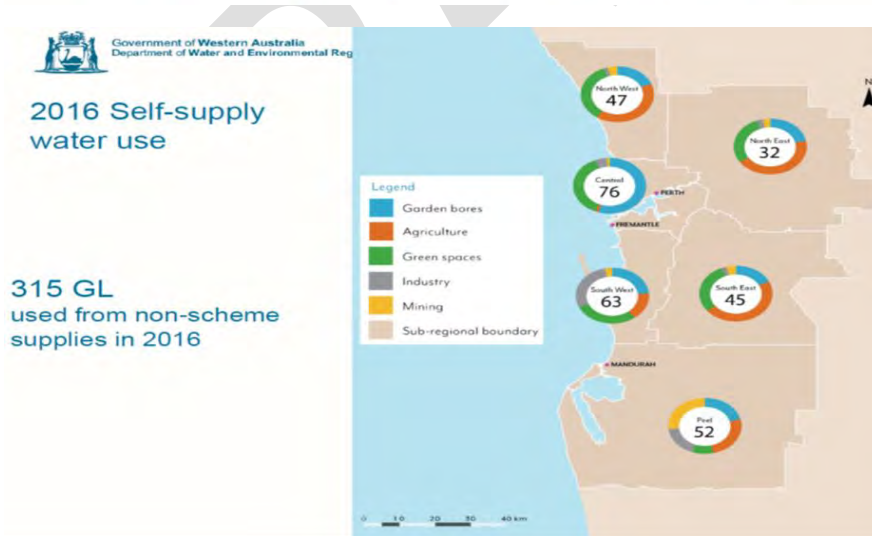 Government of Western Australia
Department of Water and Environmental Reg
2016 Self-supply
water use
315 GL
used from non-scheme
supplies in 2016
Legend
Garden bores
Agriculture
Green spaces
Industry
Mining
Sub-regional boundary
N
North West
47
North East
32
Central
76
PERTH
FREMANTLE
South West
63
South East
45
MANDURAH
Peel
52
0 10 20 30 40 km